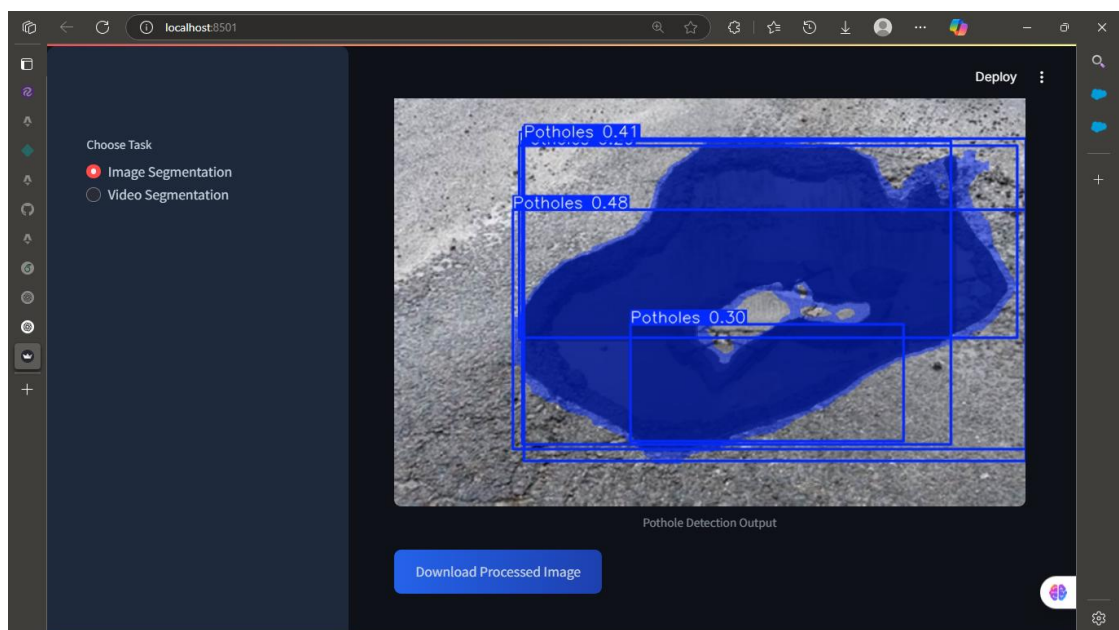 localhost:8501
Deploy
Choose Task
Image Segmentation
Video Segmentation
Potholes 0.41
Potholes
Potholes 0.48
Potholes 0.30
Pothole Detection Output
Download Processed Image